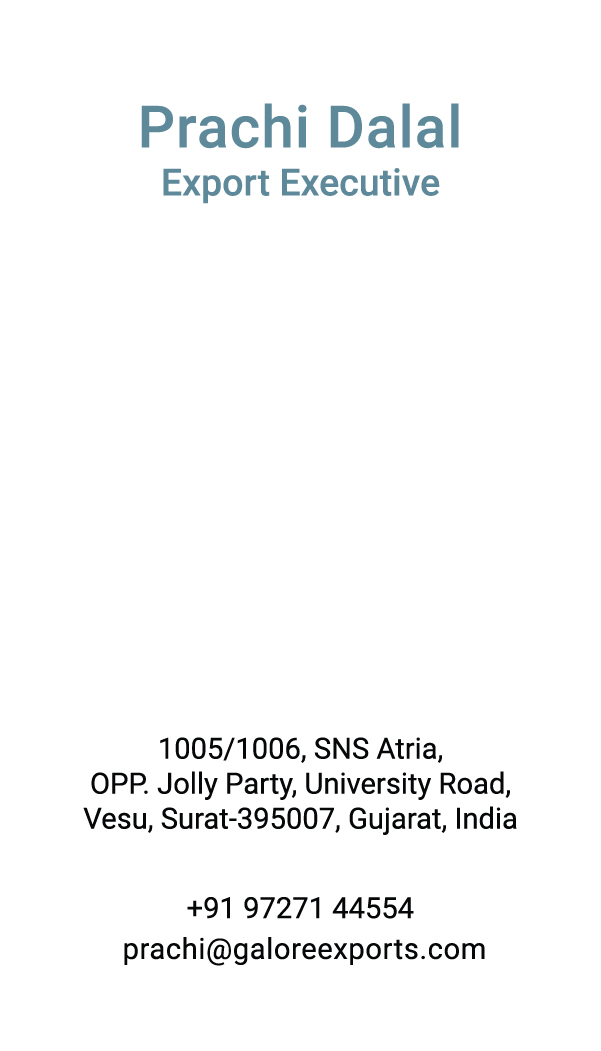 Prachi Dalal
Export Executive
1005/1006, SNS Atria,
OPP. Jolly Party, University Road,
Vesu, Surat-395007, Gujarat, India
+91 97271 44554
prachi@galoreexports.com